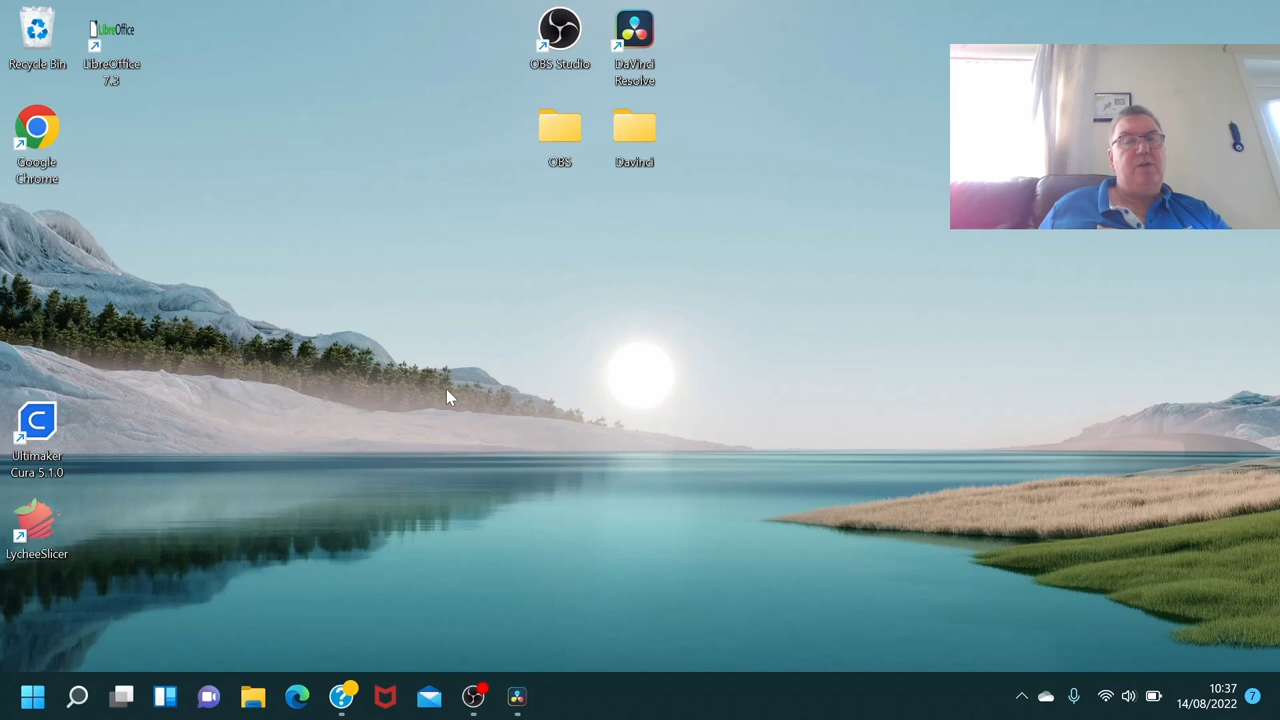 Recycle Bin
LibreOffice
LibreOffice
7.3
OBS Studio
DaVinci
Resolve
Google
Chrome
OBS
Davinci
C
Ultimaker
Cura 5.1.0
LycheeSlicer
10:37
14/08/2022
7